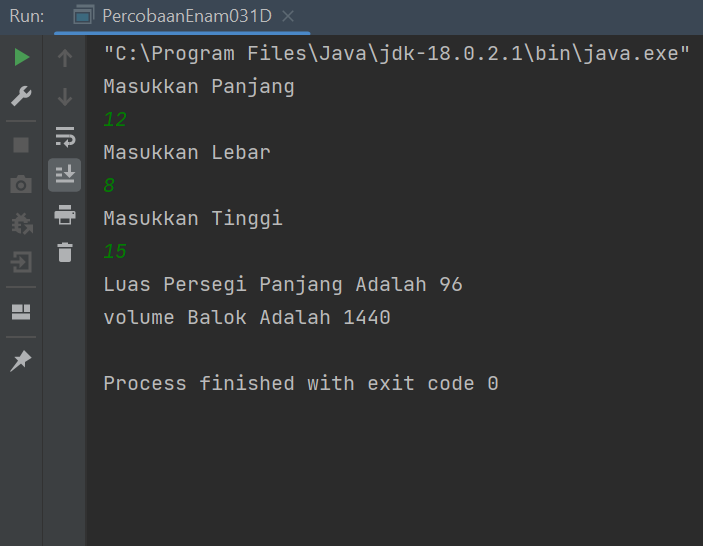 Run: PercobaanEnam031D
"C:\Program Files\Java\jdk-18.0.2.1\bin\java.exe"
Masukkan Panjang
12
Masukkan Lebar
8
Masukkan Tinggi
15
Luas Persegi Panjang Adalah 96
volume Balok Adalah 1440
Process finished with exit code 0